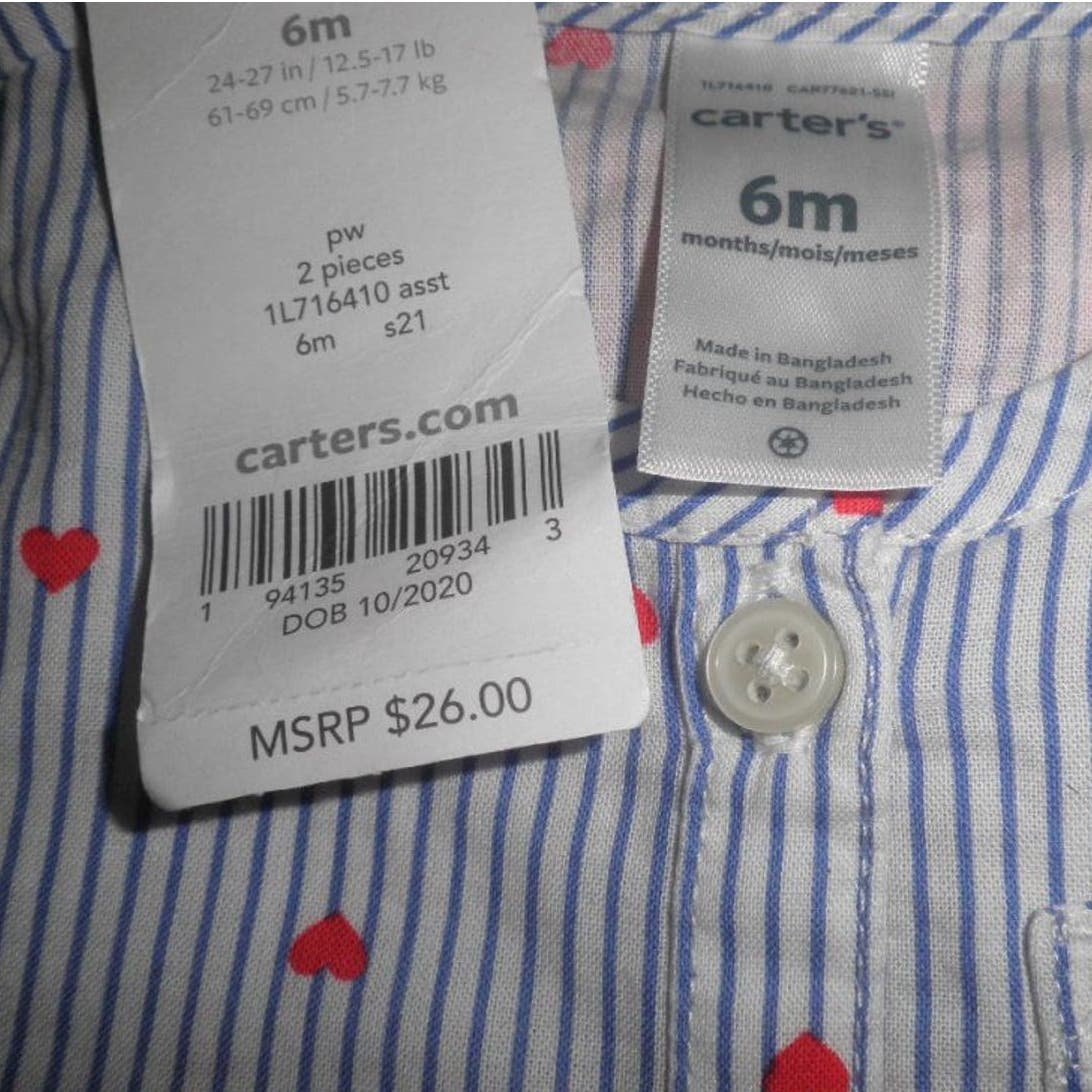 6m
24-27 in / 12.5-17 lb
61-69 cm / 5.7-7.7 kg
pw
2 pieces
1L716410 asst
6m s21
carters.com
1 94135 20934 3
DOB 10/2020
MSRP $26.00
1L716410
carter's
6m
months/mois/meses
Made in Bangladesh
Fabriqué au Bangladesh
Hecho en Bangladesh